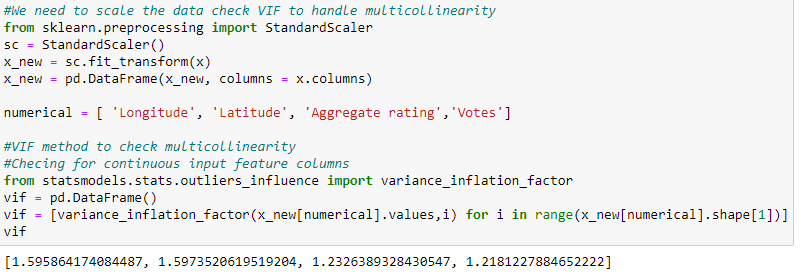 #We need to scale the data check VIF to handle multicollinearity
from sklearn.preprocessing import StandardScaler
sc = StandardScaler()
x_new = sc.fit_transform(x)
x_new = pd.DataFrame(x_new, columns = x.columns)
numerical = [ 'Longitude', 'Latitude', 'Aggregate rating','Votes']
#VIF method to check multicollinearity
#Checing for continuous input feature columns
from statsmodels.stats.outliers_influence import variance_inflation_factor
vif = pd.DataFrame()
vif = [variance_inflation_factor(x_new[numerical].values,i) for i in range(x_new[numerical].shape[1])]
vif
[1.595864174084487, 1.5973520619519204, 1.2326389328430547, 1.2181227884652222]